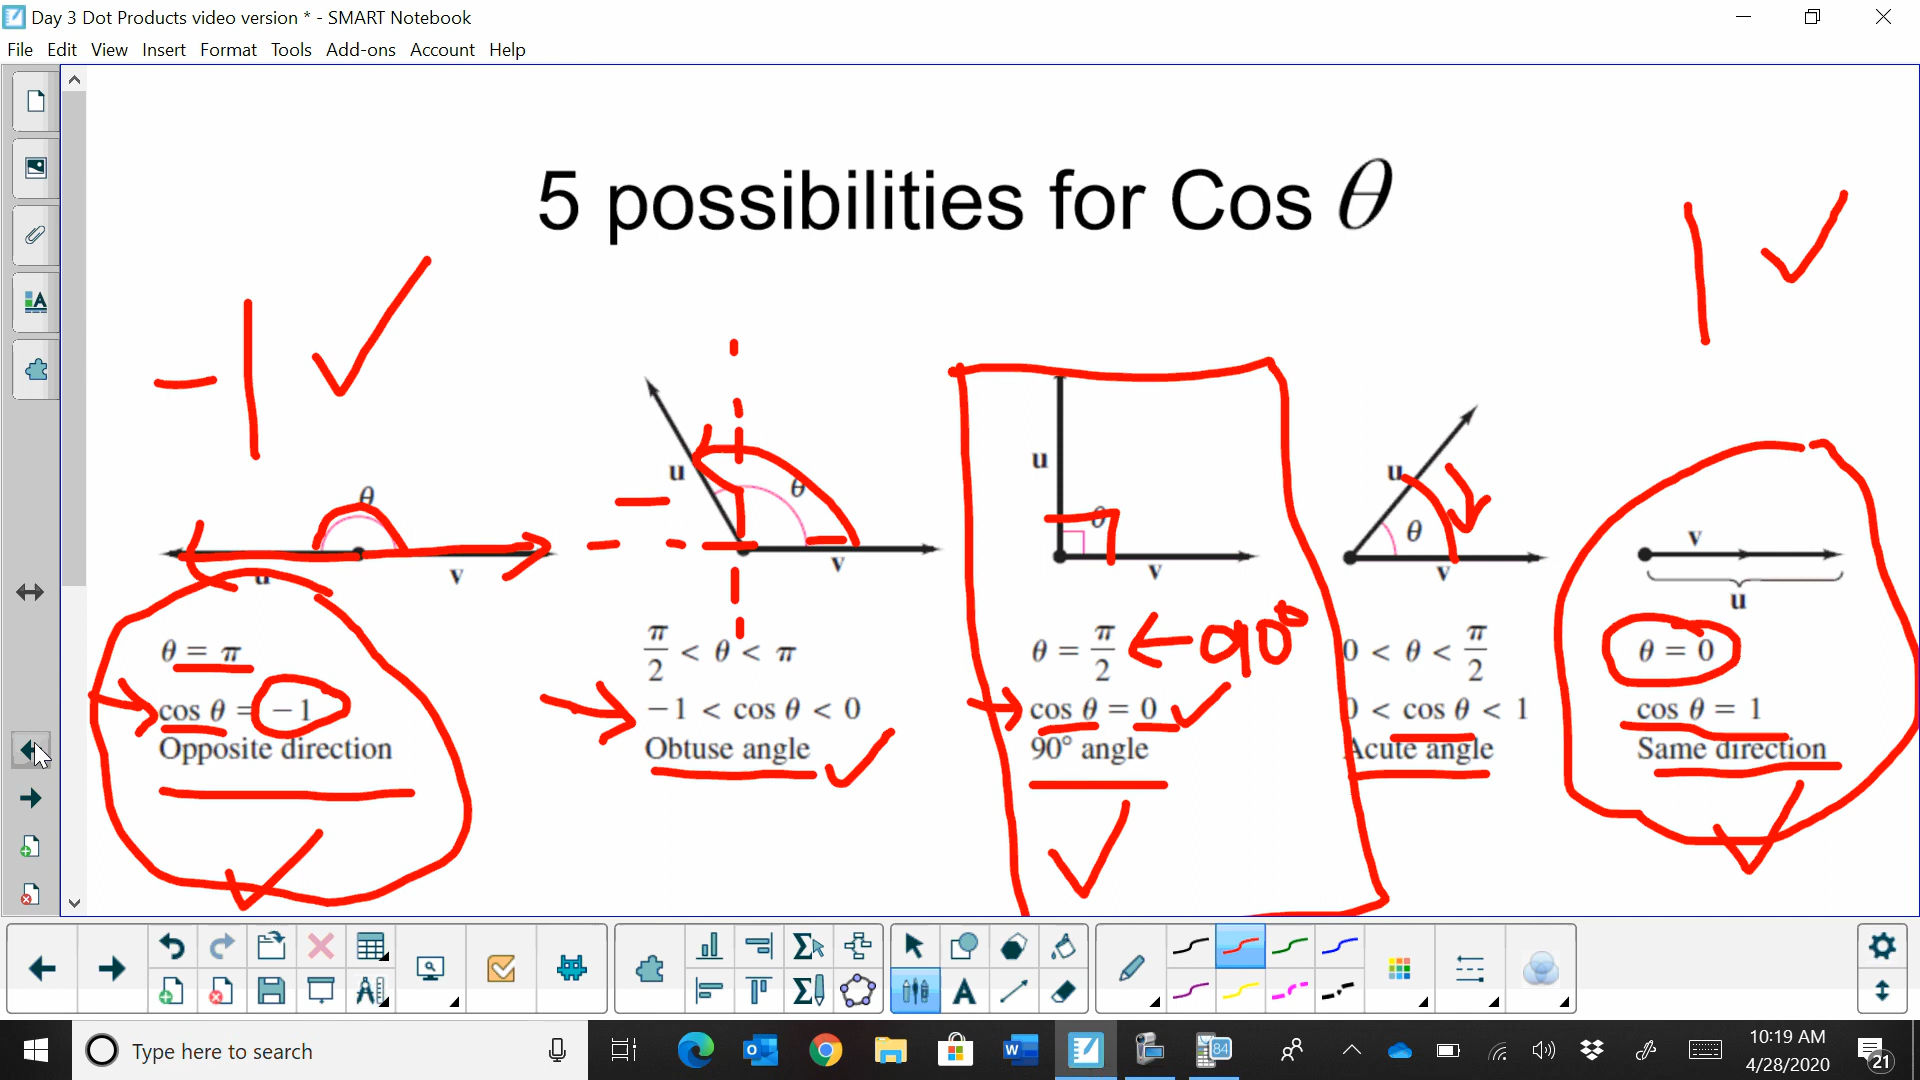 Day 3 Dot Products video version * - SMART Notebook
File Edit View Insert Format Tools Add-ons Account Help
5 possibilities for Cos θ
-1 ✓
1 ✓
θ
u
v
u
θ
v
u
θ
v
u
θ
v
v
u
θ = π
π/2 < θ < π
θ = π/2 ← 90°
0 < θ < π/2
θ = 0
cos θ = −1
−1 < cos θ < 0
cos θ = 0 ✓
0 < cos θ < 1
cos θ = 1
Opposite direction
Obtuse angle ✓
90° angle
Acute angle
Same direction
✓
✓
✓
A
Type here to search
84
10:19 AM
4/28/2020
21